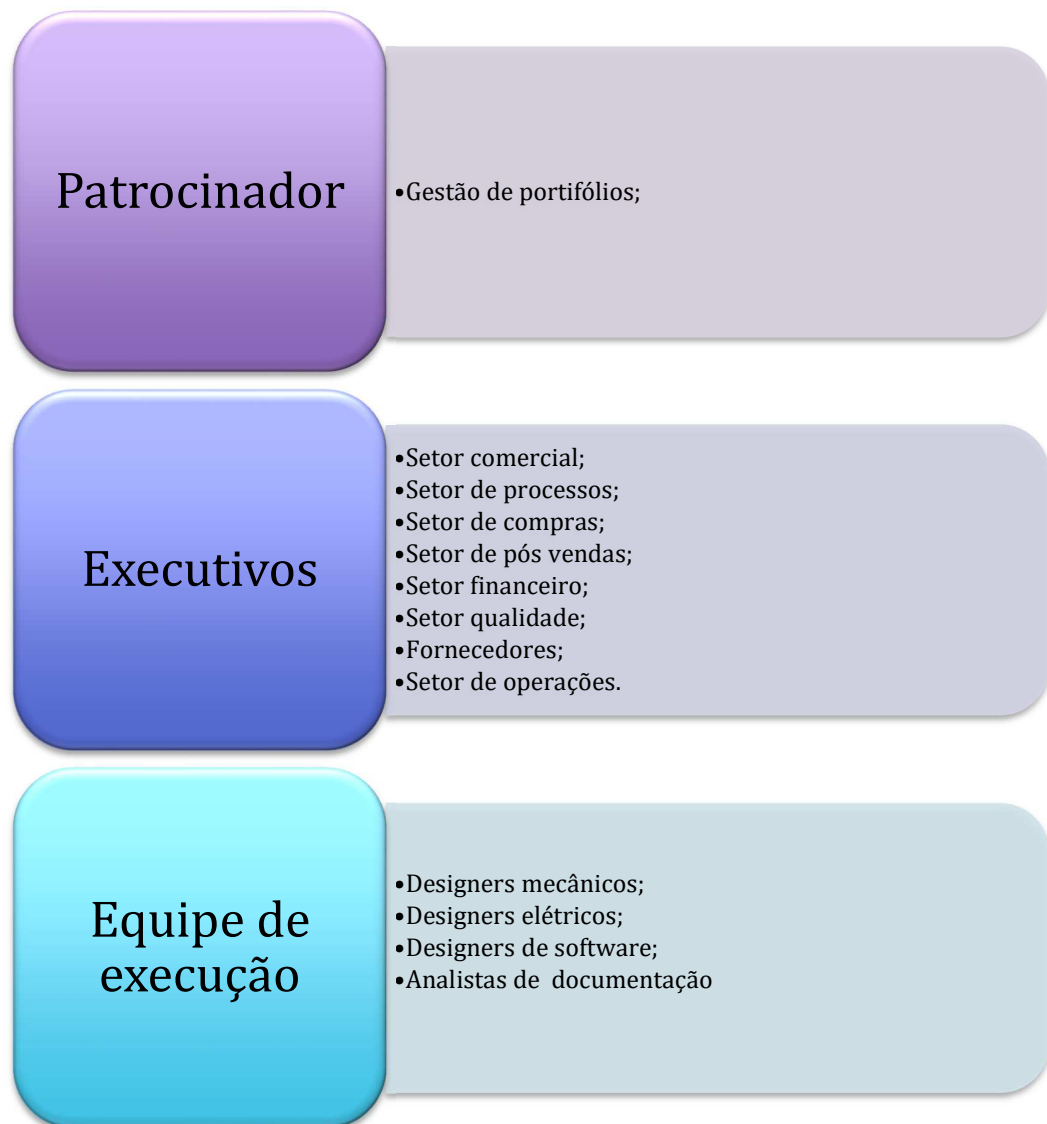 Patrocinador
•Gestão de portifólios;
Executivos
•Setor comercial;
•Setor de processos;
•Setor de compras;
•Setor de pós vendas;
•Setor financeiro;
•Setor qualidade;
•Fornecedores;
•Setor de operações.
Equipe de
execução
•Designers mecânicos;
•Designers elétricos;
•Designers de software;
•Analistas de  documentação